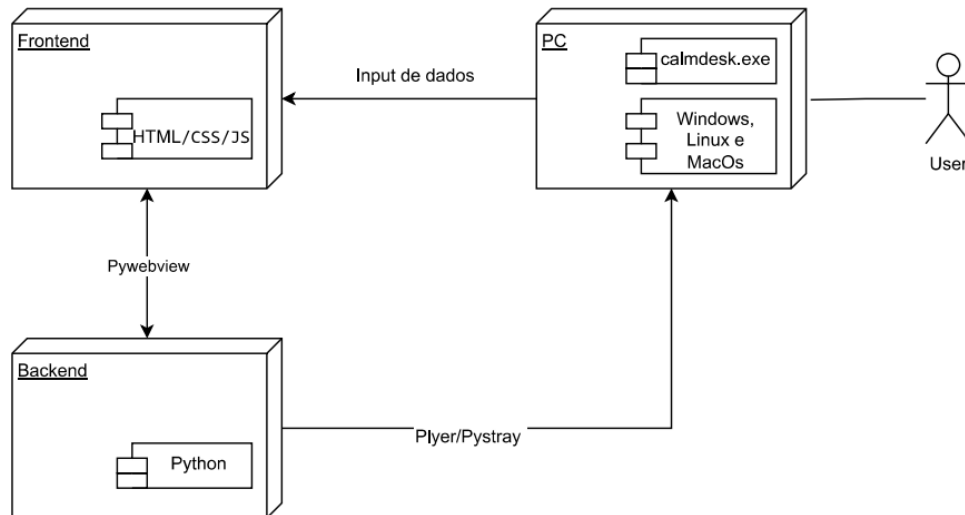 Frontend
HTML/CSS/JS
Input de dados
PC
calmdesk.exe
Windows,
Linux e
MacOs
User
Pywebview
Backend
Python
Plyer/Pystray